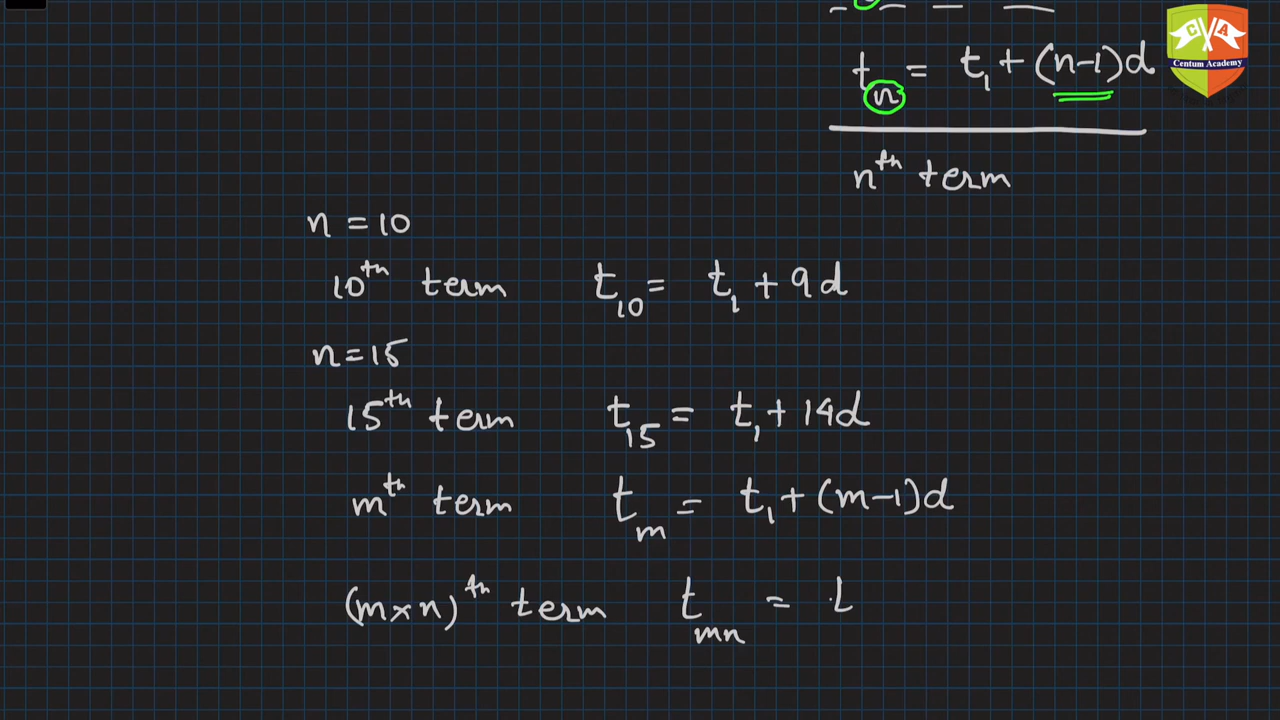 C A
Centum Academy
tₙ = t₁ + (n-1)d
nᵗʰ term
n = 10
10ᵗʰ term t₁₀ = t₁ + 9d
n = 15
15ᵗʰ term t₁₅ = t₁ + 14d
mᵗʰ term tₘ = t₁ + (m-1)d
(m×n)ᵗʰ term t_mn = t